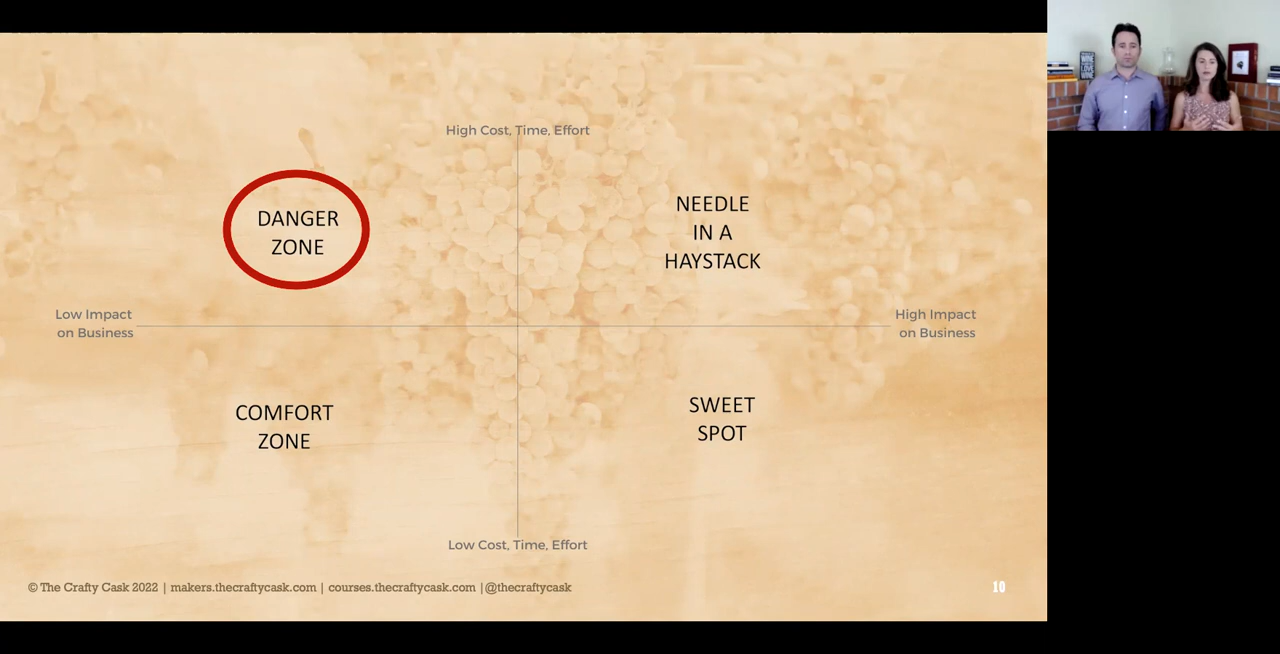 High Cost, Time, Effort
DANGER
ZONE
NEEDLE
IN A
HAYSTACK
Low Impact
on Business
High Impact
on Business
COMFORT
ZONE
SWEET
SPOT
Low Cost, Time, Effort
© The Crafty Cask 2022 | makers.thecraftycask.com | courses.thecraftycask.com |@thecraftycask
10